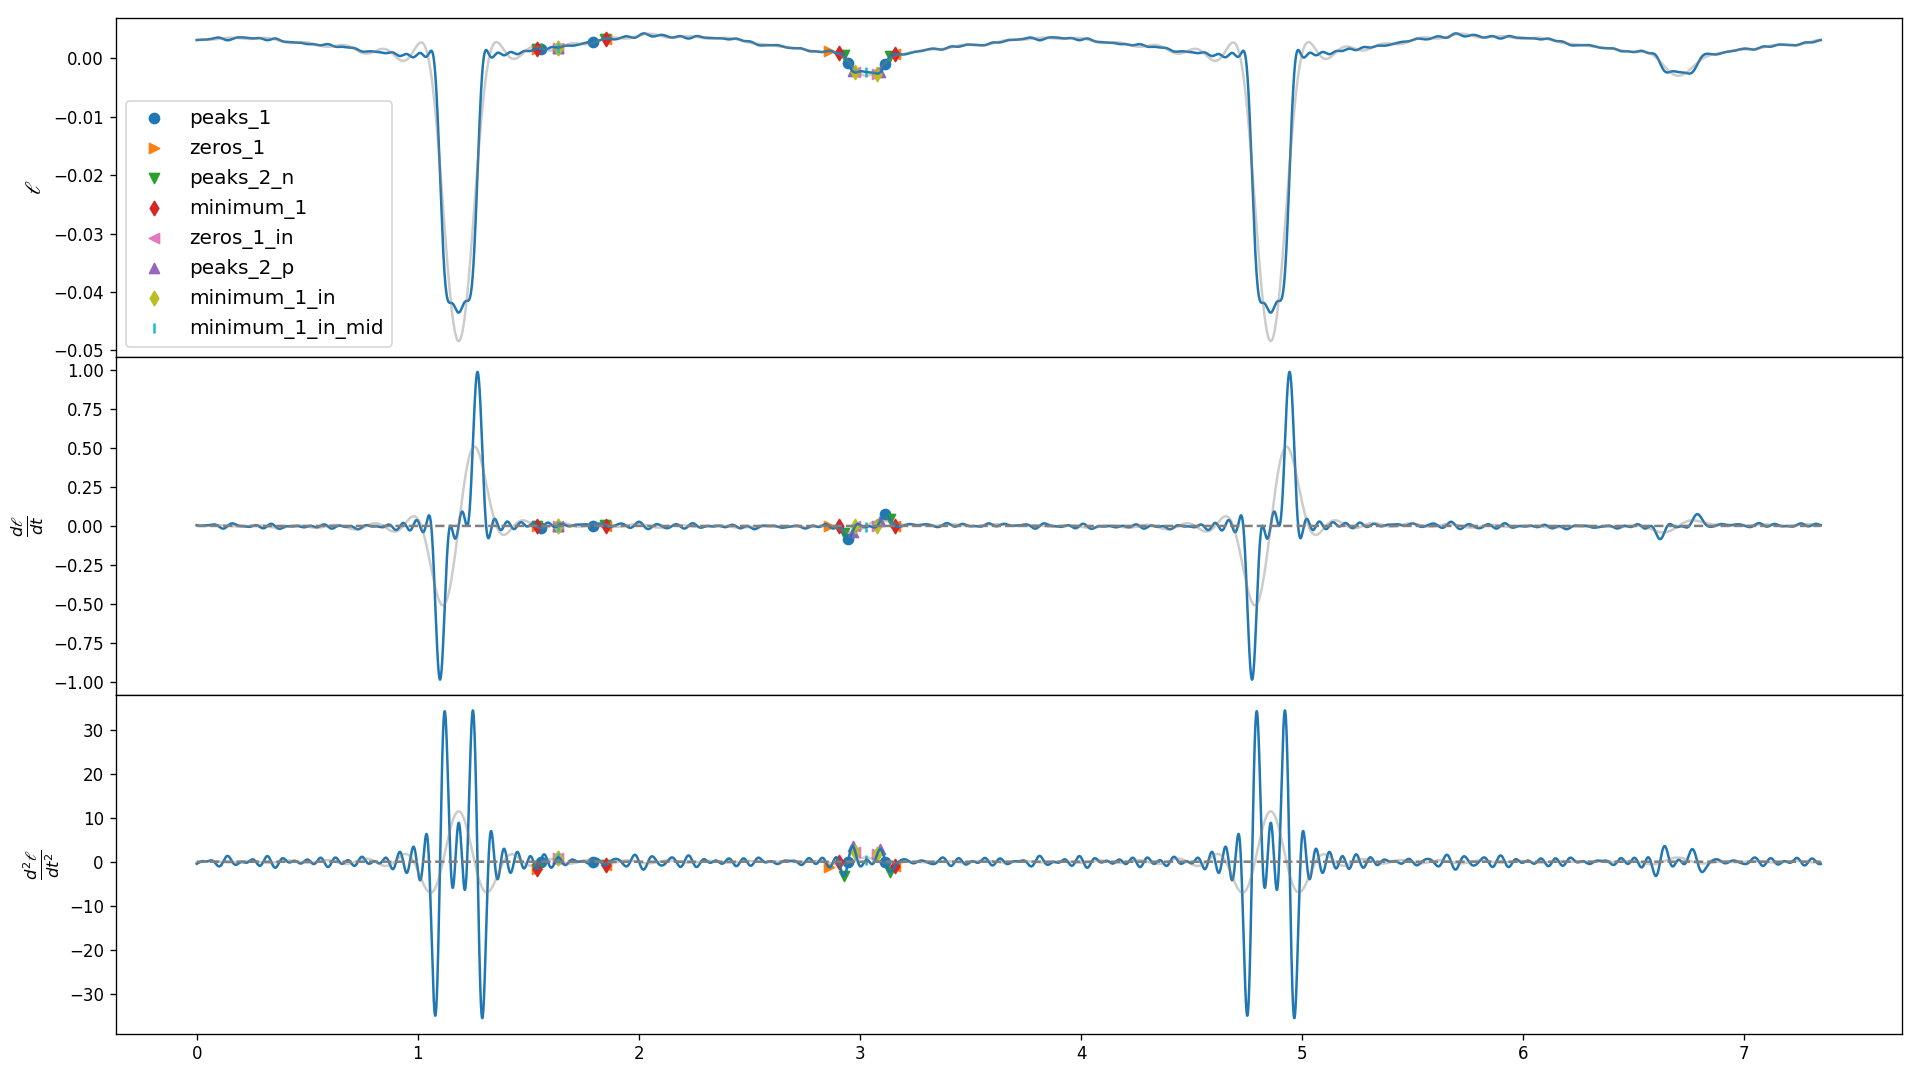 0.00
−0.01
−0.02
−0.03
−0.04
−0.05
ℓ
peaks_1
zeros_1
peaks_2_n
minimum_1
zeros_1_in
peaks_2_p
minimum_1_in
minimum_1_in_mid
1.00
0.75
0.50
0.25
0.00
−0.25
−0.50
−0.75
−1.00
dℓ
dt
30
20
10
0
−10
−20
−30
d²ℓ
dt²
0 1 2 3 4 5 6 7